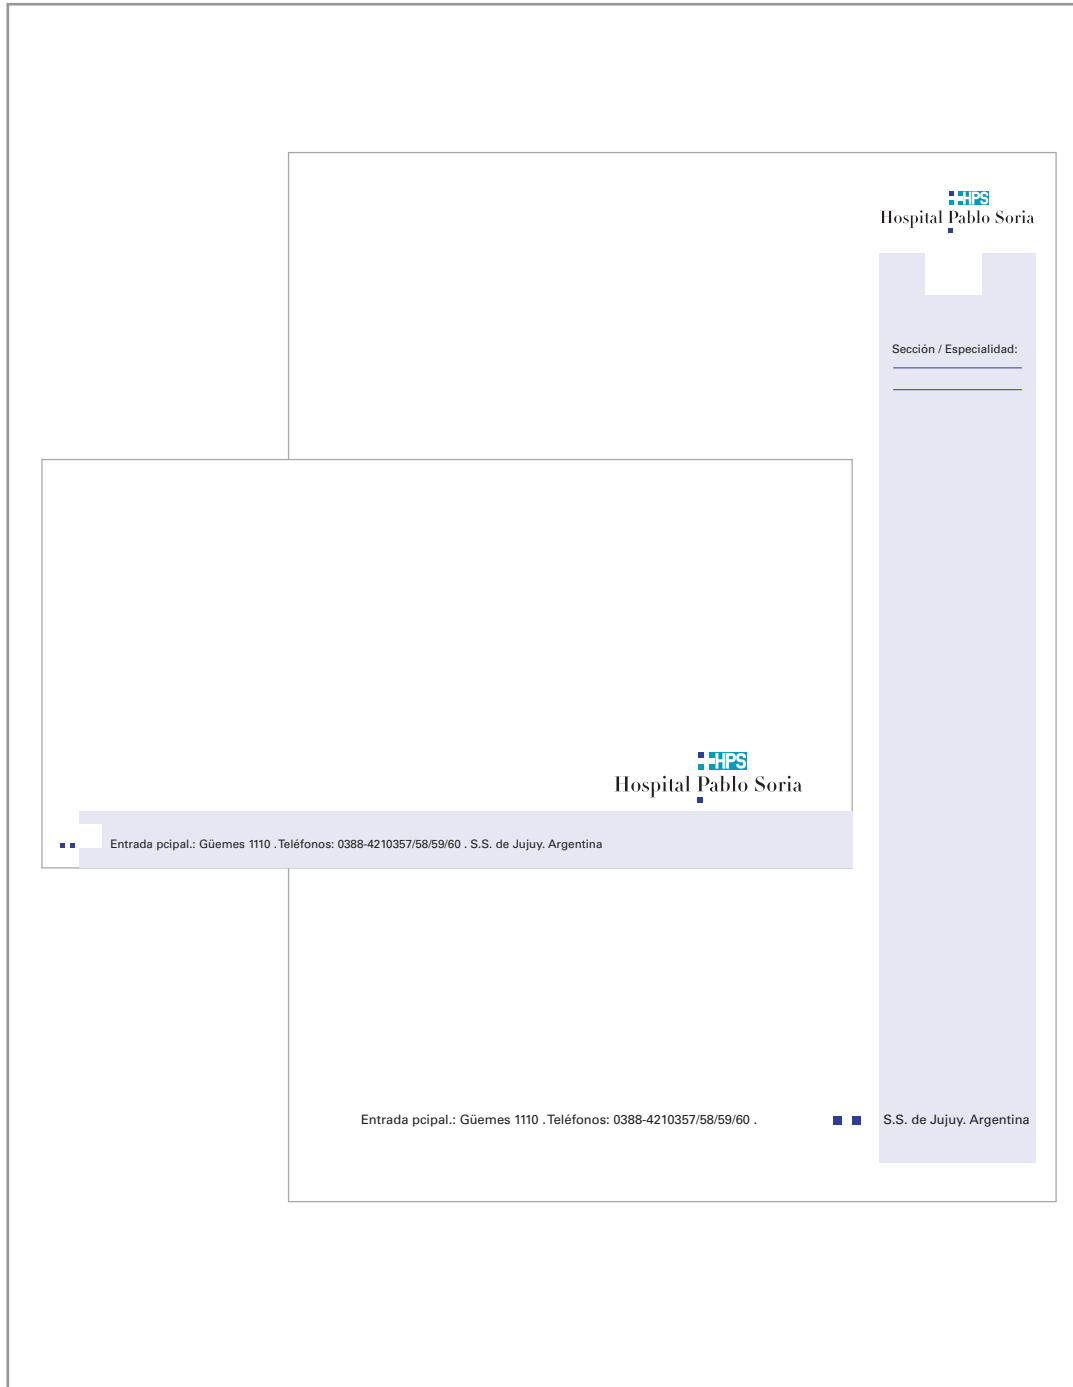 HPS
Hospital Pablo Soria
Sección / Especialidad:
HPS
Hospital Pablo Soria
Entrada pcipal.: Güemes 1110 . Teléfonos: 0388-4210357/58/59/60 . S.S. de Jujuy. Argentina
Entrada pcipal.: Güemes 1110 . Teléfonos: 0388-4210357/58/59/60 .
S.S. de Jujuy. Argentina